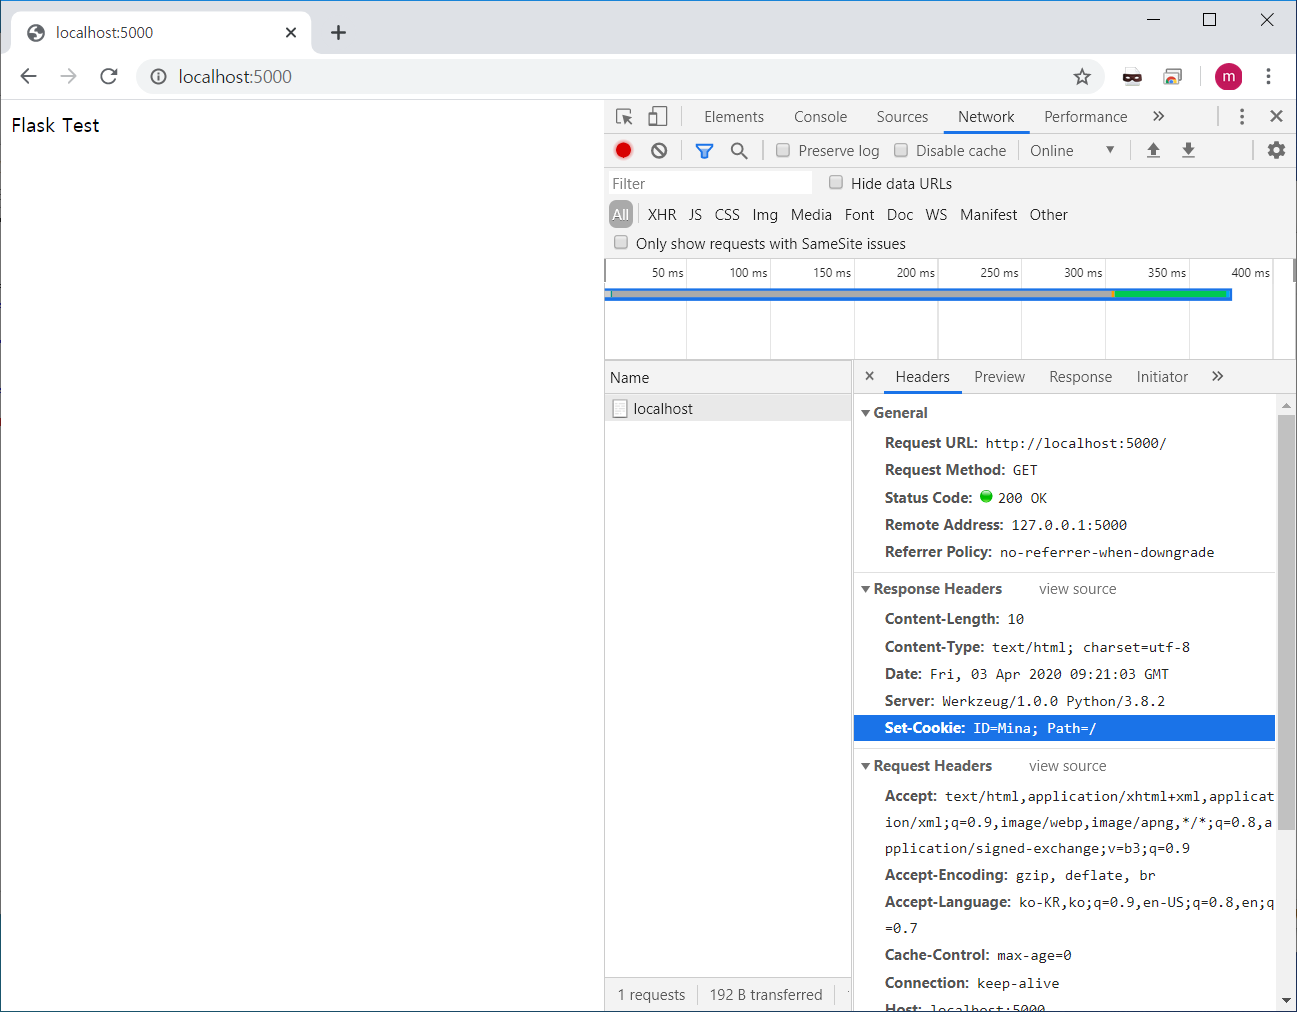 localhost:5000
localhost:5000
m
Flask Test
Elements Console Sources Network Performance »
Preserve log Disable cache Online
Filter Hide data URLs
All XHR JS CSS Img Media Font Doc WS Manifest Other
Only show requests with SameSite issues
50 ms 100 ms 150 ms 200 ms 250 ms 300 ms 350 ms 400 ms
Name
localhost
× Headers Preview Response Initiator »
General
Request URL: http://localhost:5000/
Request Method: GET
Status Code: 200 OK
Remote Address: 127.0.0.1:5000
Referrer Policy: no-referrer-when-downgrade
Response Headers view source
Content-Length: 10
Content-Type: text/html; charset=utf-8
Date: Fri, 03 Apr 2020 09:21:03 GMT
Server: Werkzeug/1.0.0 Python/3.8.2
Set-Cookie: ID=Mina; Path=/
Request Headers view source
Accept: text/html,application/xhtml+xml,applicat
ion/xml;q=0.9,image/webp,image/apng,*/*;q=0.8,a
pplication/signed-exchange;v=b3;q=0.9
Accept-Encoding: gzip, deflate, br
Accept-Language: ko-KR,ko;q=0.9,en-US;q=0.8,en;q
=0.7
Cache-Control: max-age=0
Connection: keep-alive
Host: localhost:5000
1 requests 192 B transferred